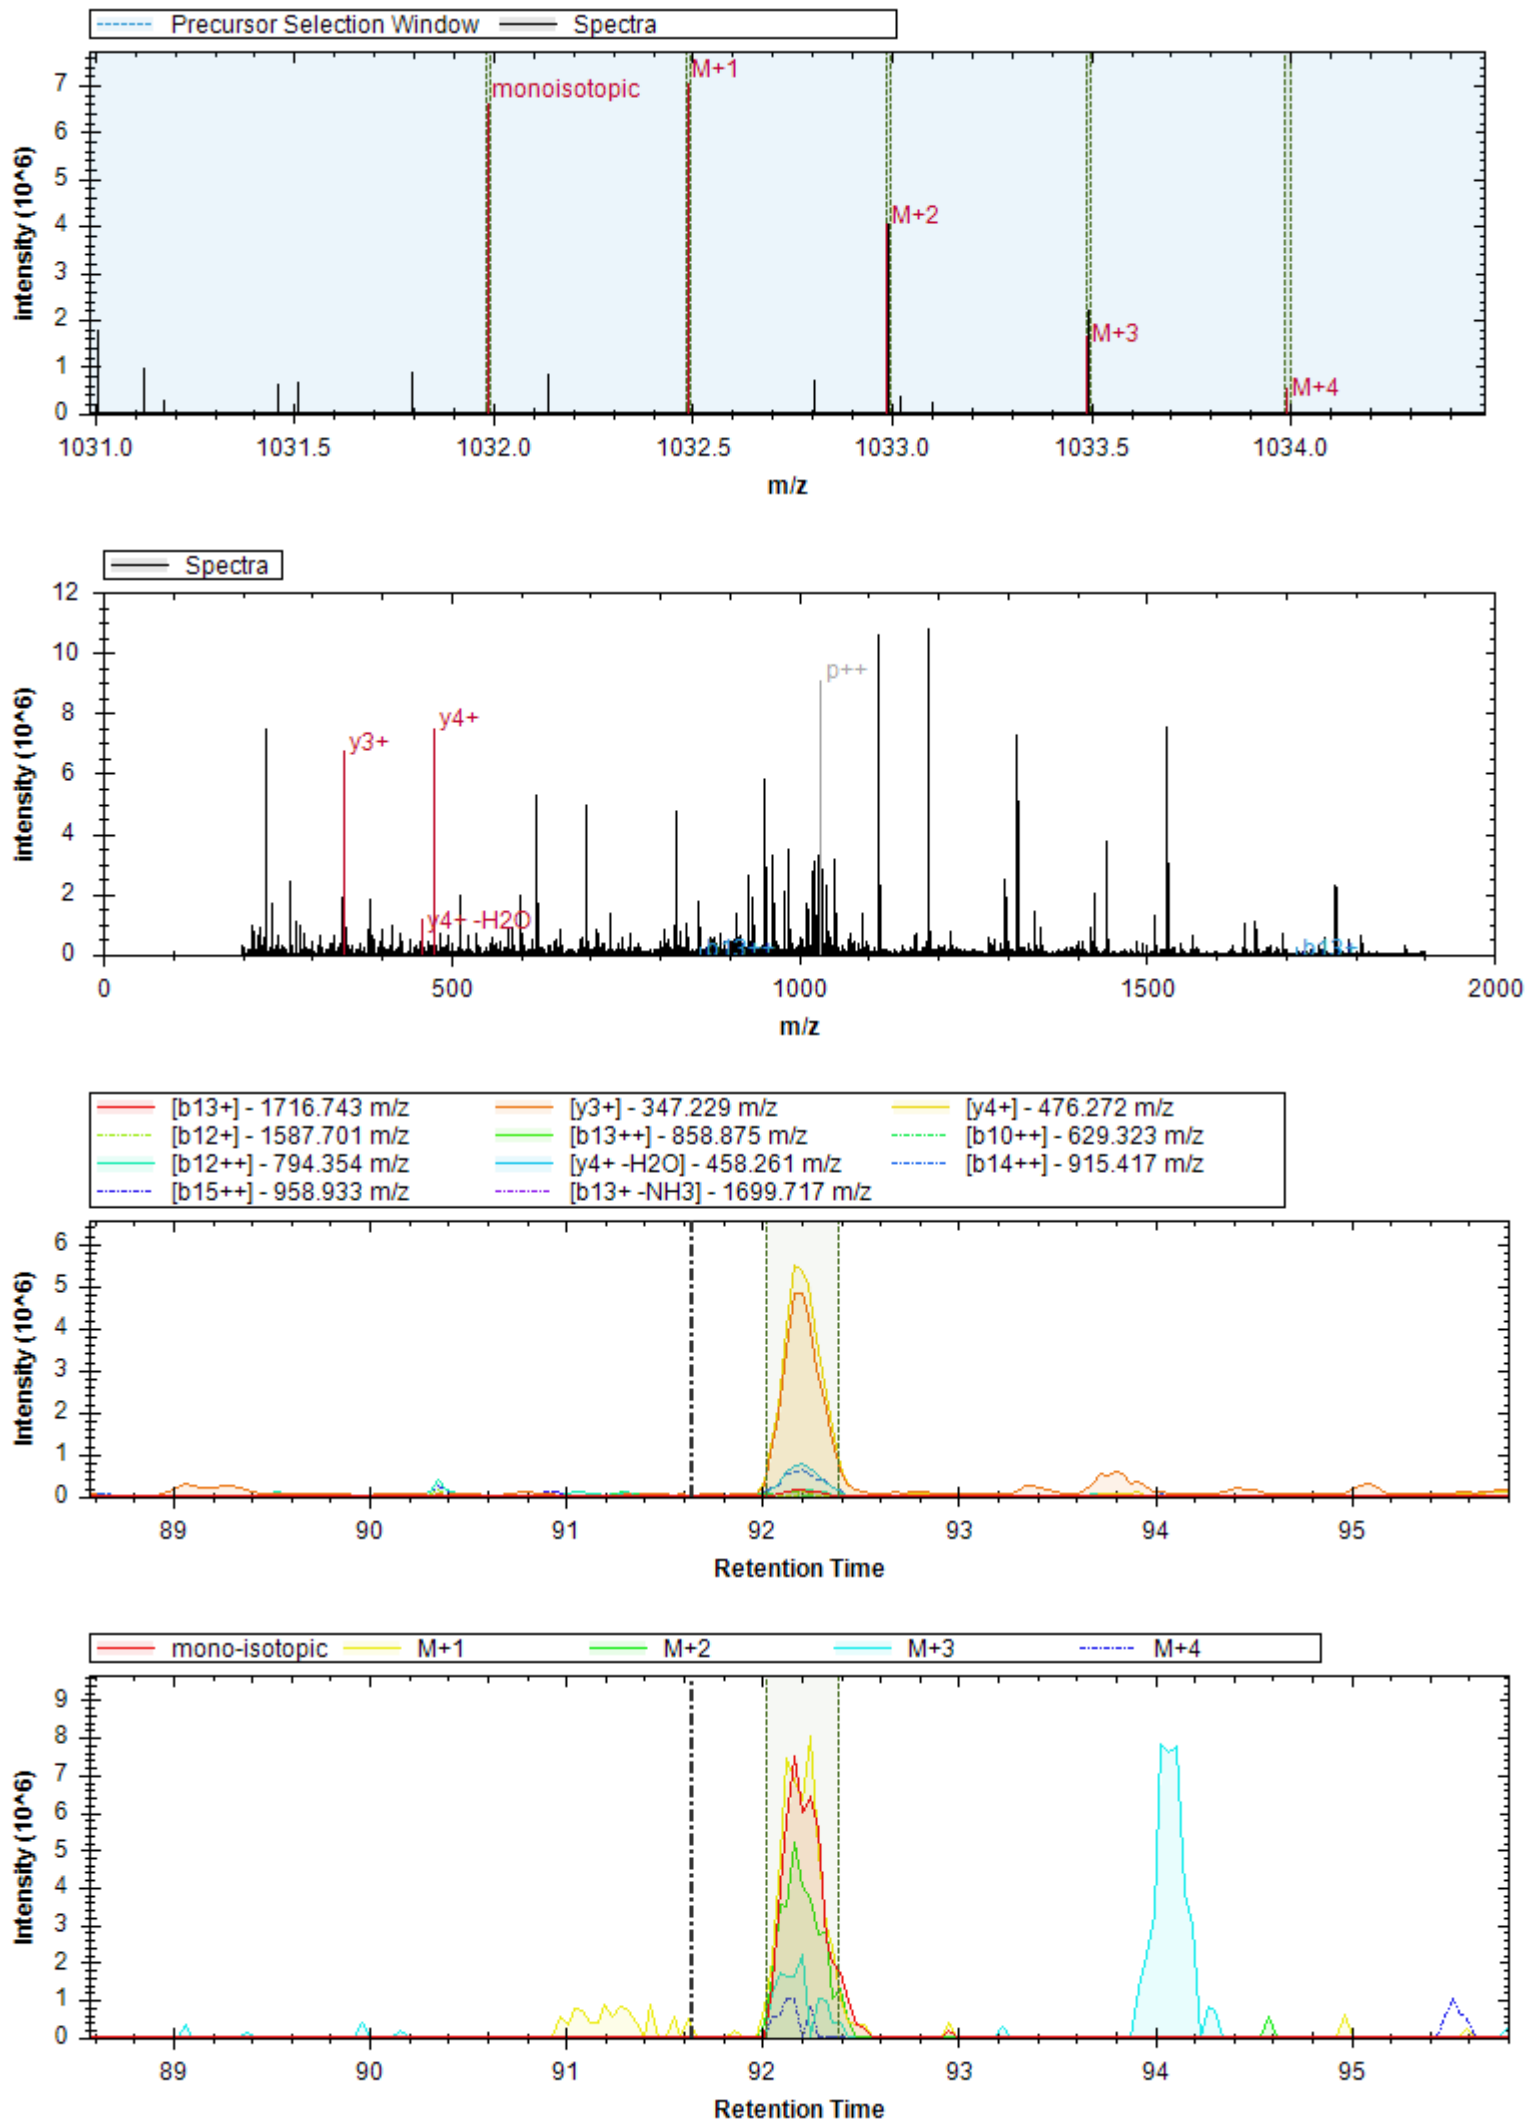 Precursor Selection Window Spectra
intensity (10^6)
7
6
5
4
3
2
1
0
monoisotopic
M+1
M+2
M+3
M+4
1031.0 1031.5 1032.0 1032.5 1033.0 1033.5 1034.0
m/z
Spectra
intensity (10^6)
12
10
8
6
4
2
0
p++
y4+
y3+
y4+ -H2O
b13++
b13+
0 500 1000 1500 2000
m/z
[b13+] - 1716.743 m/z [y3+] - 347.229 m/z [y4+] - 476.272 m/z
[b12+] - 1587.701 m/z [b13++] - 858.875 m/z [b10++] - 629.323 m/z
[b12++] - 794.354 m/z [y4+ -H2O] - 458.261 m/z [b14++] - 915.417 m/z
[b15++] - 958.933 m/z [b13+ -NH3] - 1699.717 m/z
Intensity (10^6)
6
5
4
3
2
1
0
89 90 91 92 93 94 95
Retention Time
mono-isotopic M+1 M+2 M+3 M+4
Intensity (10^6)
9
8
7
6
5
4
3
2
1
0
89 90 91 92 93 94 95
Retention Time